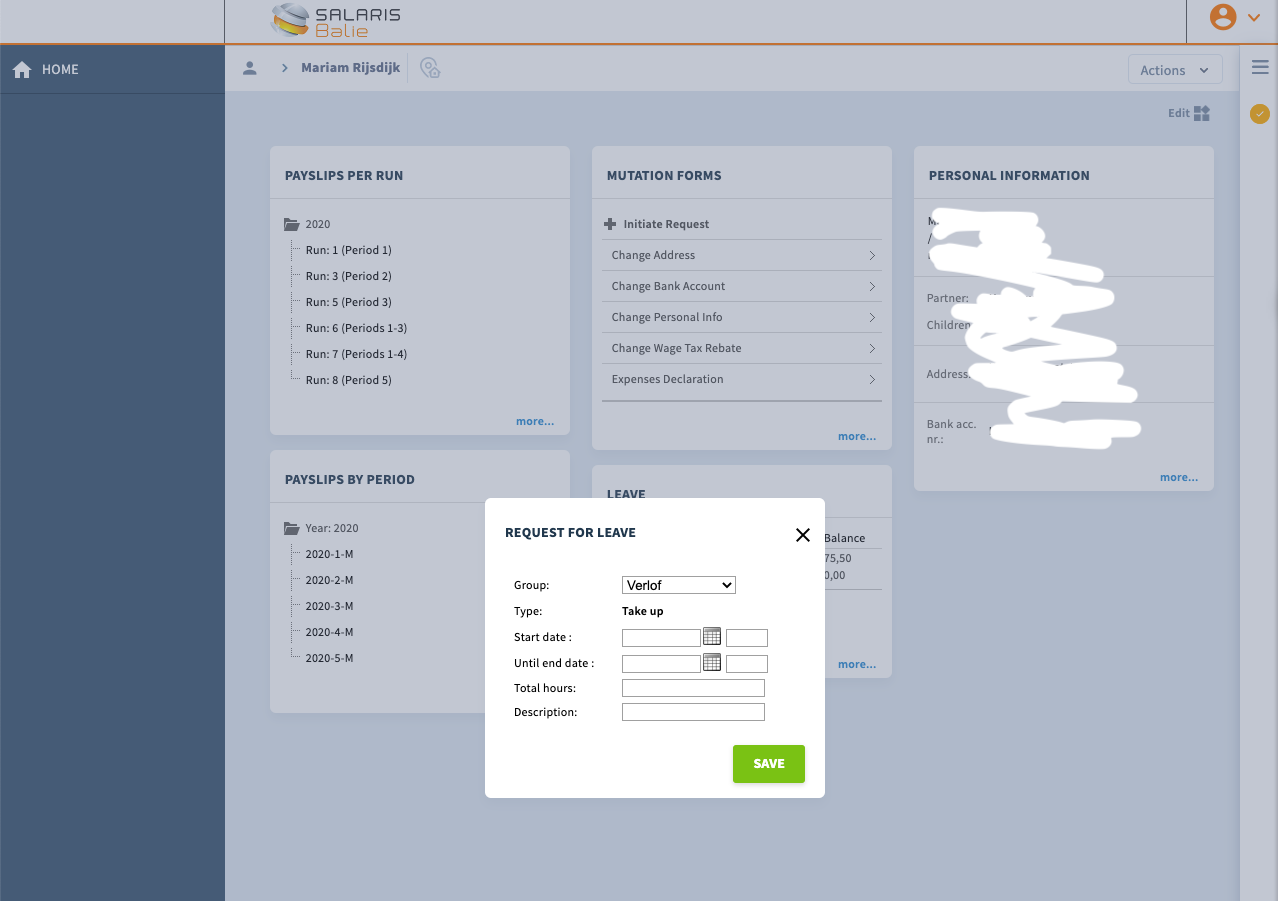 SALARIS
Balie
HOME
Mariam Rijsdijk
Actions
Edit
PAYSLIPS PER RUN
2020
Run: 1 (Period 1)
Run: 3 (Period 2)
Run: 5 (Period 3)
Run: 6 (Periods 1-3)
Run: 7 (Periods 1-4)
Run: 8 (Period 5)
more...
MUTATION FORMS
Initiate Request
Change Address
Change Bank Account
Change Personal Info
Change Wage Tax Rebate
Expenses Declaration
more...
PERSONAL INFORMATION
Partner:
Children
Address:
Bank acc.
nr.:
more...
PAYSLIPS BY PERIOD
Year: 2020
2020-1-M
2020-2-M
2020-3-M
2020-4-M
2020-5-M
LEAVE
Balance
75,50
0,00
more...
REQUEST FOR LEAVE
Group: Verlof
Type: Take up
Start date :
Until end date :
Total hours:
Description:
SAVE